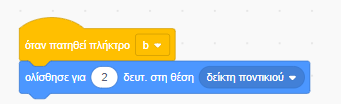 όταν πατηθεί πλήκτρο b
ολίσθησε για 2 δευτ. στη θέση δείκτη ποντικιού